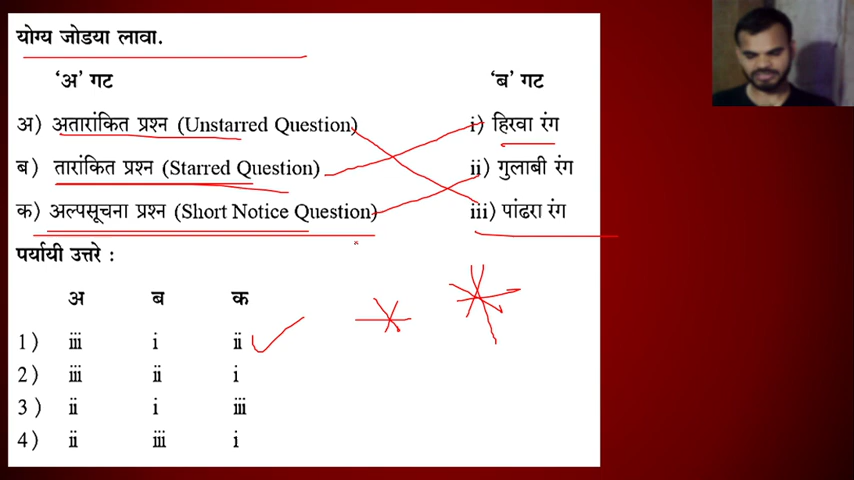 योग्य जोडया लावा.
'अ' गट 'ब' गट
अ) अतारांकित प्रश्न (Unstarred Question) i) हिरवा रंग
ब) तारांकित प्रश्न (Starred Question) ii) गुलाबी रंग
क) अल्पसूचना प्रश्न (Short Notice Question) iii) पांढरा रंग
पर्यायी उत्तरे :
अ ब क
1) iii i ii
2) iii ii i
3) ii i iii
4) ii iii i